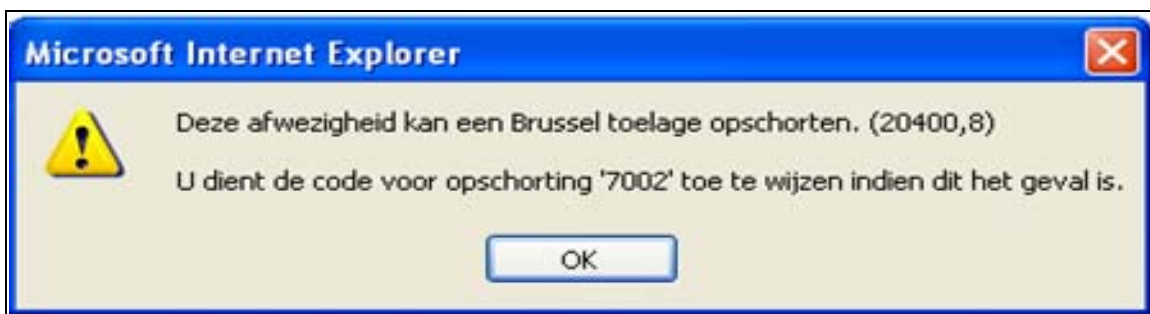 Microsoft Internet Explorer
Deze afwezigheid kan een Brussel toelage opschorten. (20400,8)
U dient de code voor opschorting '7002' toe te wijzen indien dit het geval is.
OK